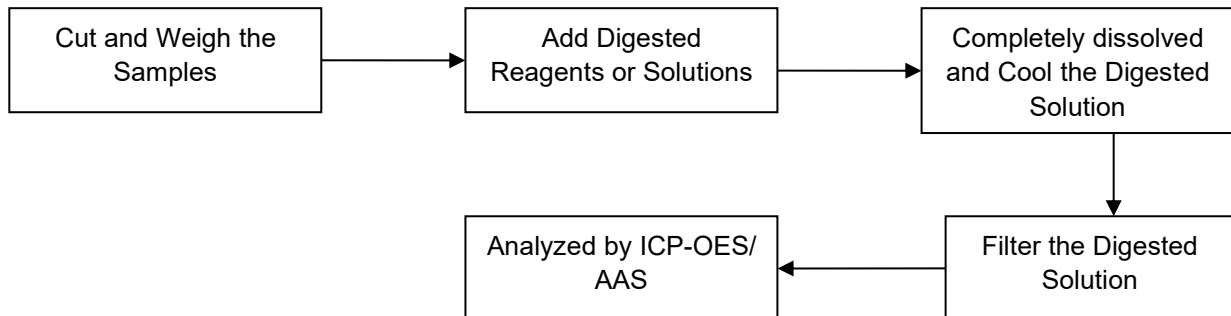 Cut and Weigh the
Samples
Add Digested
Reagents or Solutions
Completely dissolved
and Cool the Digested
Solution
Filter the Digested
Solution
Analyzed by ICP-OES/
AAS